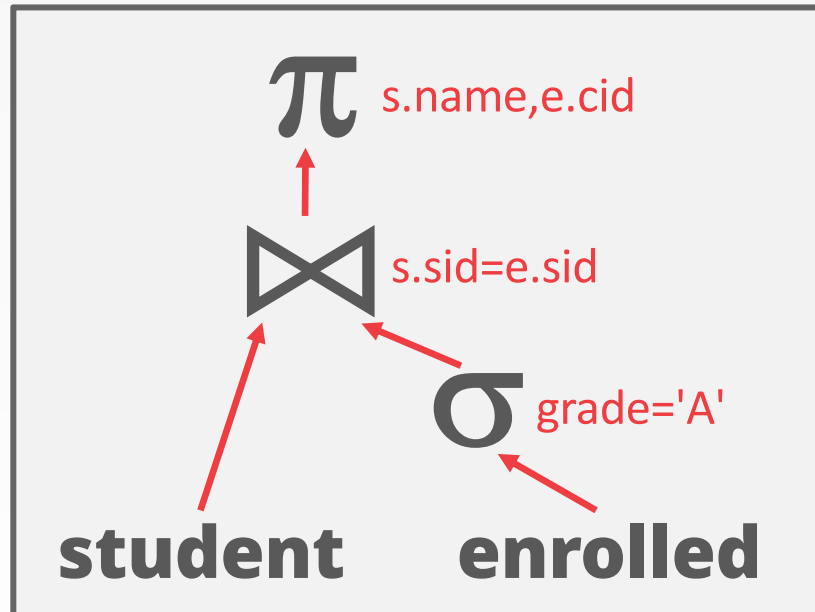 π s.name,e.cid
⋈ s.sid=e.sid
σ grade='A'
student enrolled